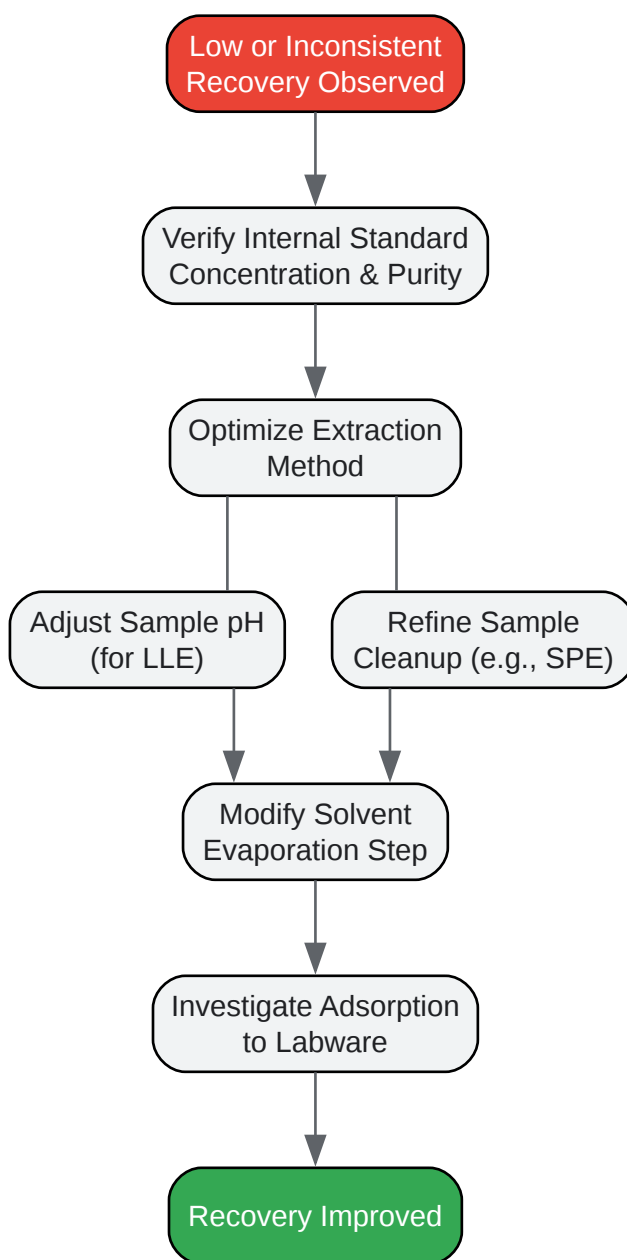 Low or Inconsistent
Recovery Observed
Verify Internal Standard
Concentration & Purity
Optimize Extraction
Method
Adjust Sample pH
(for LLE)
Refine Sample
Cleanup (e.g., SPE)
Modify Solvent
Evaporation Step
Investigate Adsorption
to Labware
Recovery Improved